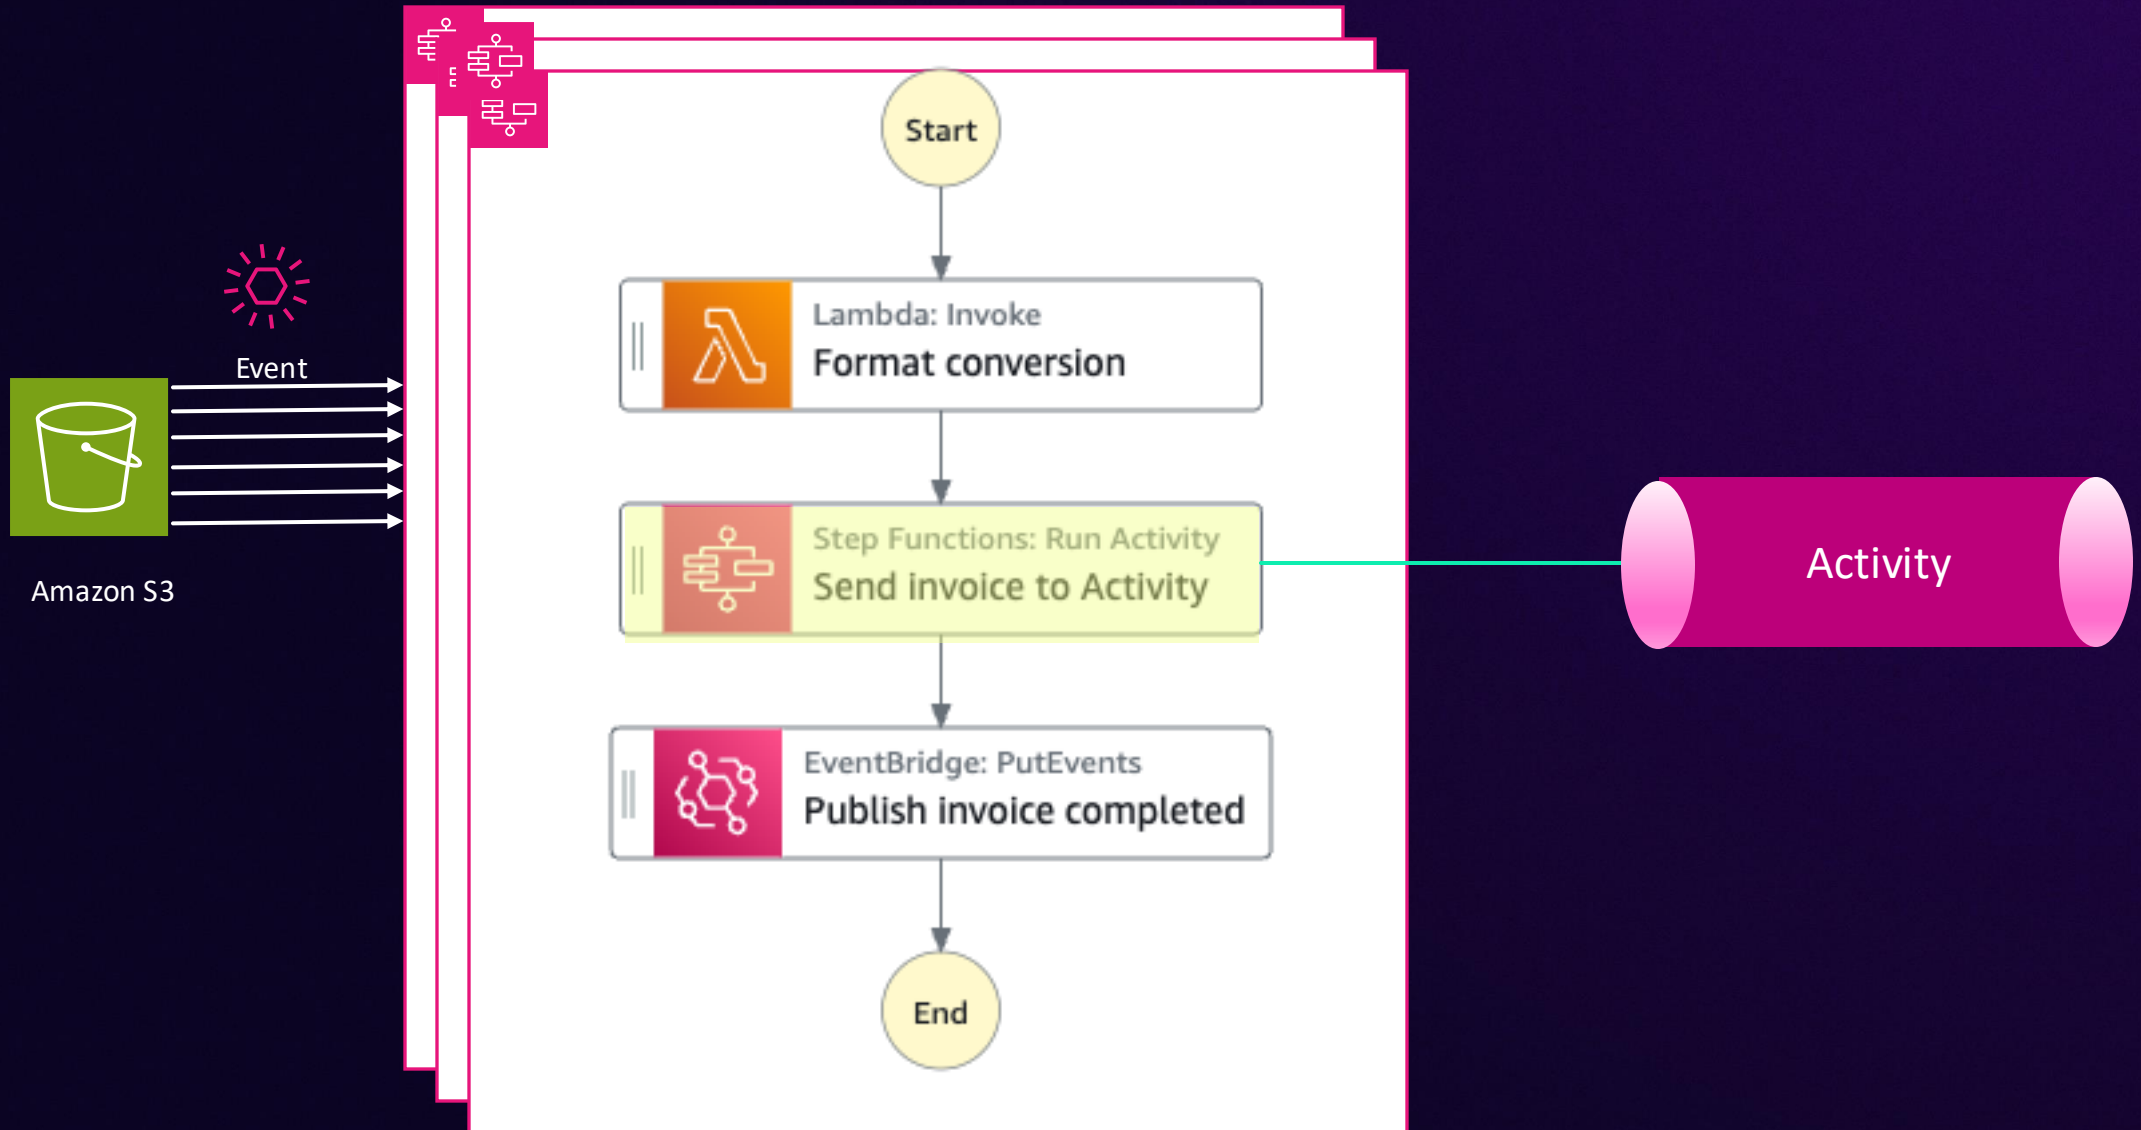 Start
Event
Amazon S3
Lambda: Invoke
Format conversion
Step Functions: Run Activity
Send invoice to Activity
Activity
EventBridge: PutEvents
Publish invoice completed
End